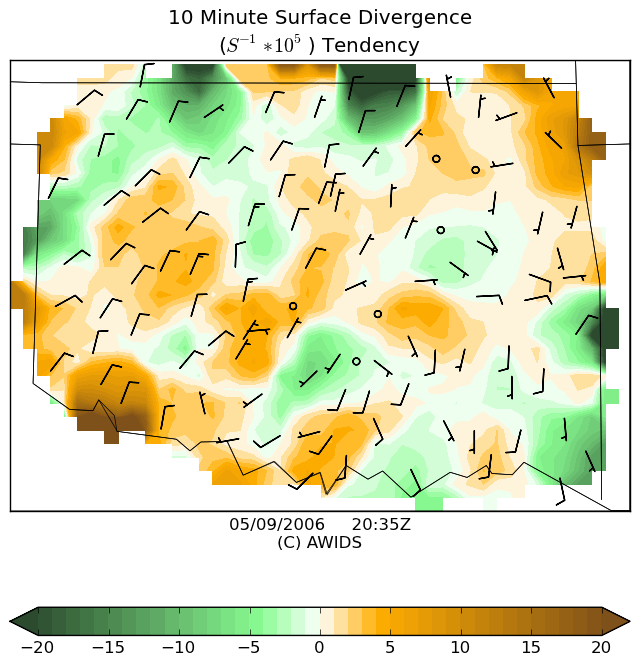 10 Minute Surface Divergence
(S⁻¹ *10⁵ ) Tendency
05/09/2006 20:35Z
(C) AWIDS
−20 −15 −10 −5 0 5 10 15 20